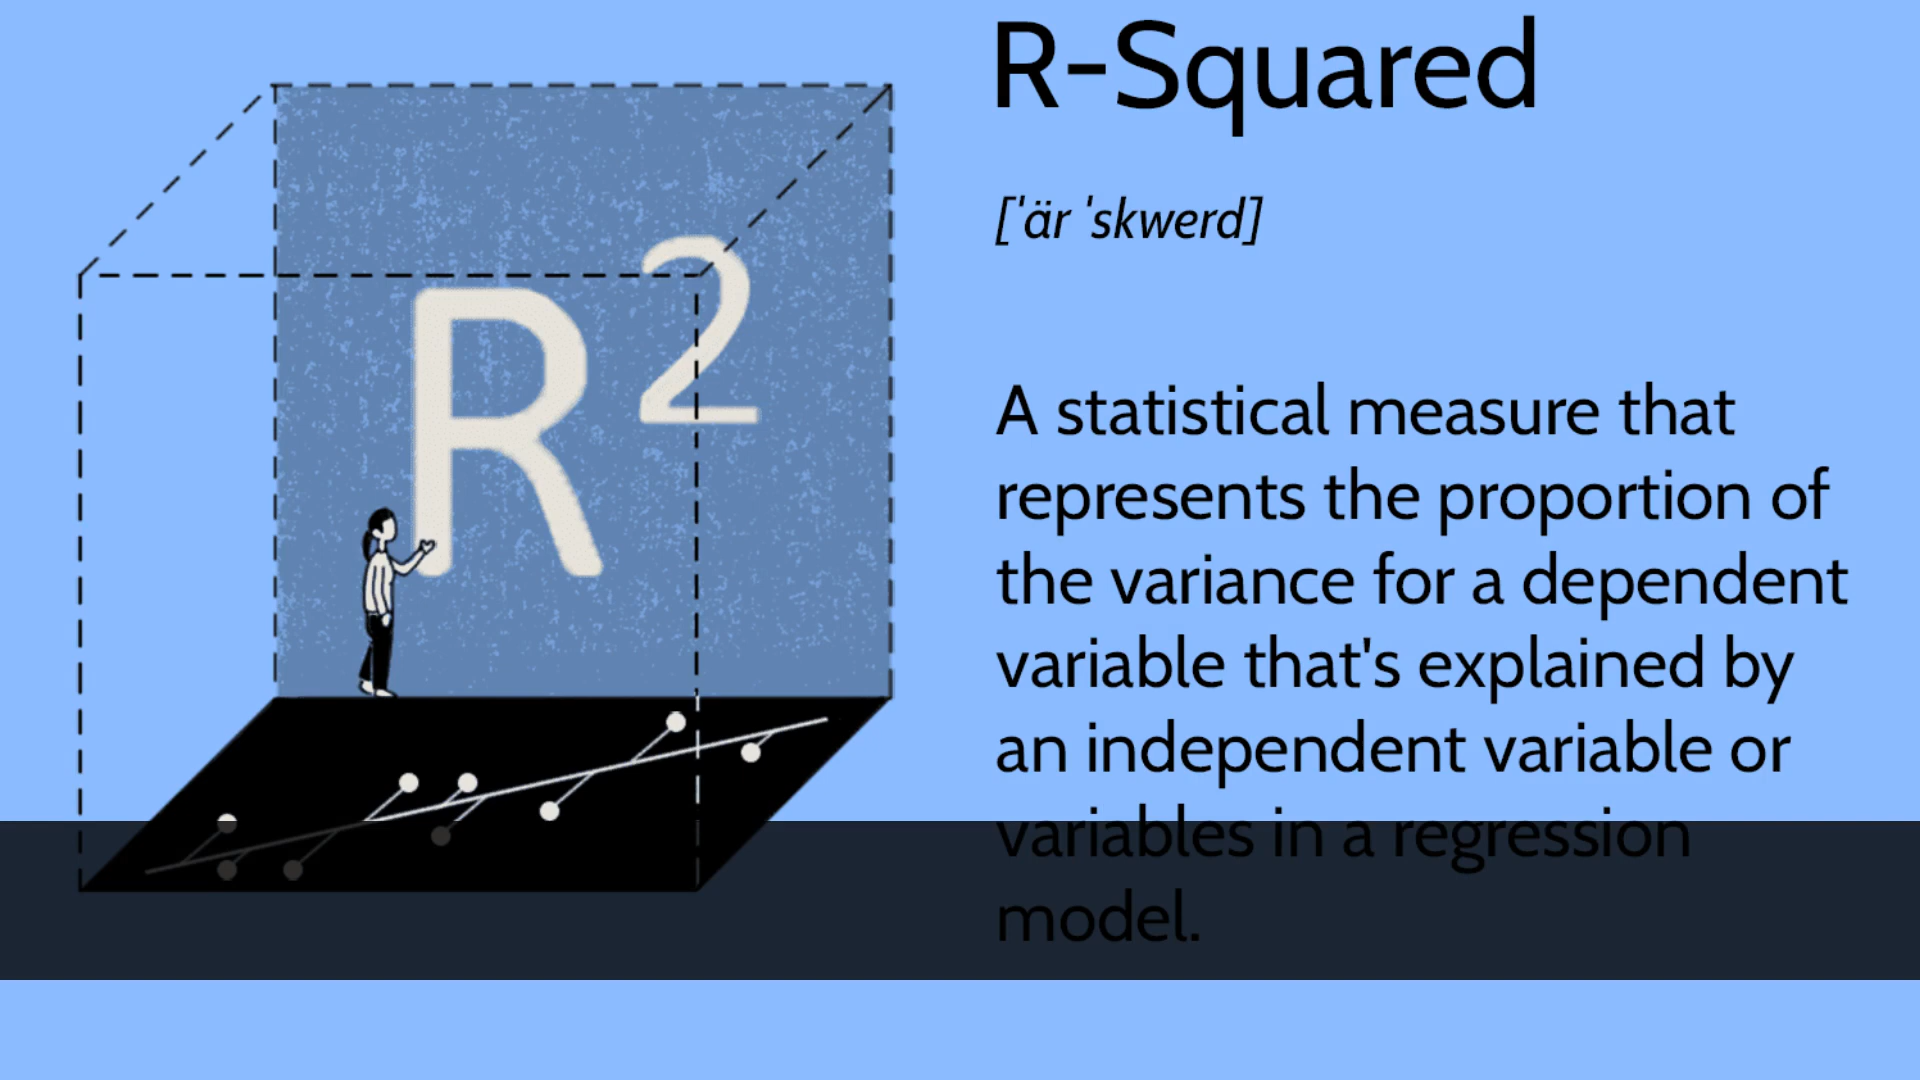 R-Squared
['är 'skwerd]
R2
A statistical measure that
represents the proportion of
the variance for a dependent
variable that's explained by
an independent variable or
variables in a regression
model.